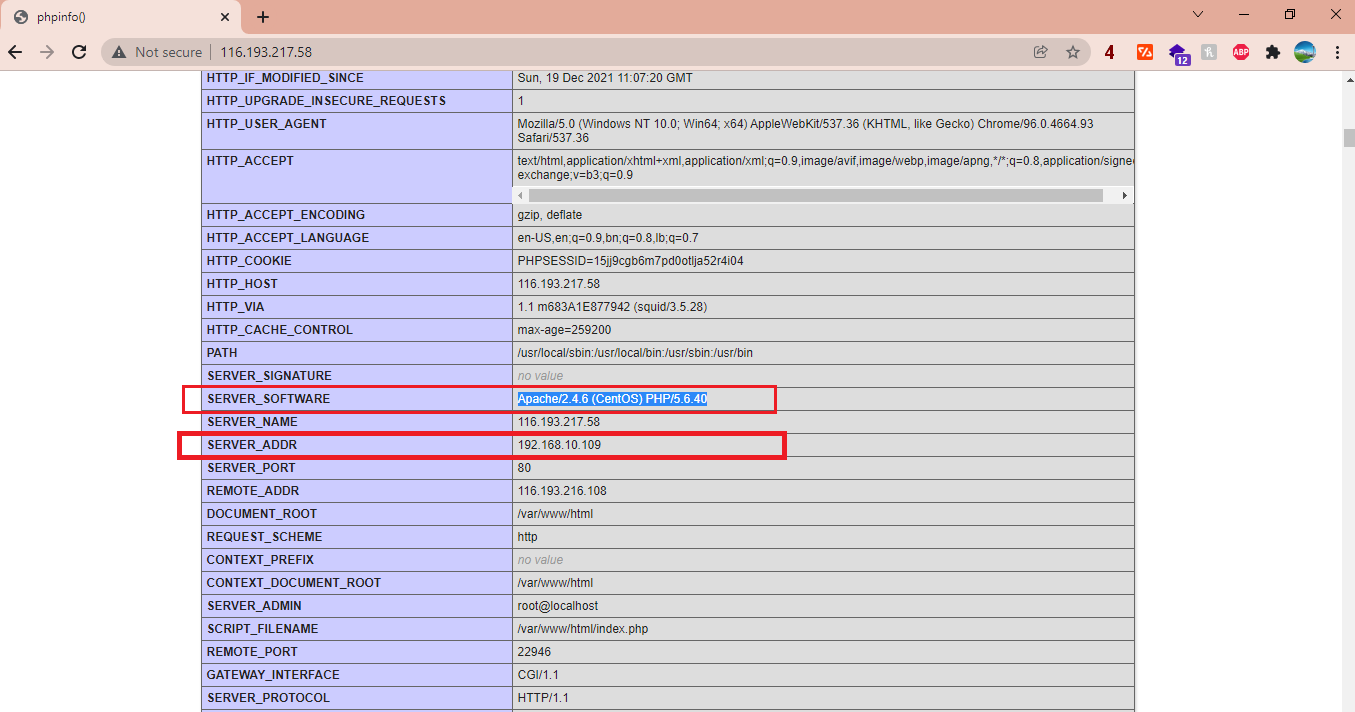 phpinfo()
Not secure | 116.193.217.58
4
12
ABP
HTTP_IF_MODIFIED_SINCE Sun, 19 Dec 2021 11:07:20 GMT
HTTP_UPGRADE_INSECURE_REQUESTS 1
HTTP_USER_AGENT Mozilla/5.0 (Windows NT 10.0; Win64; x64) AppleWebKit/537.36 (KHTML, like Gecko) Chrome/96.0.4664.93
Safari/537.36
HTTP_ACCEPT text/html,application/xhtml+xml,application/xml;q=0.9,image/avif,image/webp,image/apng,*/*;q=0.8,application/signe
exchange;v=b3;q=0.9
HTTP_ACCEPT_ENCODING gzip, deflate
HTTP_ACCEPT_LANGUAGE en-US,en;q=0.9,bn;q=0.8,lb;q=0.7
HTTP_COOKIE PHPSESSID=15jj9cgb6m7pd0otlja52r4i04
HTTP_HOST 116.193.217.58
HTTP_VIA 1.1 m683A1E877942 (squid/3.5.28)
HTTP_CACHE_CONTROL max-age=259200
PATH /usr/local/sbin:/usr/local/bin:/usr/sbin:/usr/bin
SERVER_SIGNATURE no value
SERVER_SOFTWARE Apache/2.4.6 (CentOS) PHP/5.6.40
SERVER_NAME 116.193.217.58
SERVER_ADDR 192.168.10.109
SERVER_PORT 80
REMOTE_ADDR 116.193.216.108
DOCUMENT_ROOT /var/www/html
REQUEST_SCHEME http
CONTEXT_PREFIX no value
CONTEXT_DOCUMENT_ROOT /var/www/html
SERVER_ADMIN root@localhost
SCRIPT_FILENAME /var/www/html/index.php
REMOTE_PORT 22946
GATEWAY_INTERFACE CGI/1.1
SERVER_PROTOCOL HTTP/1.1